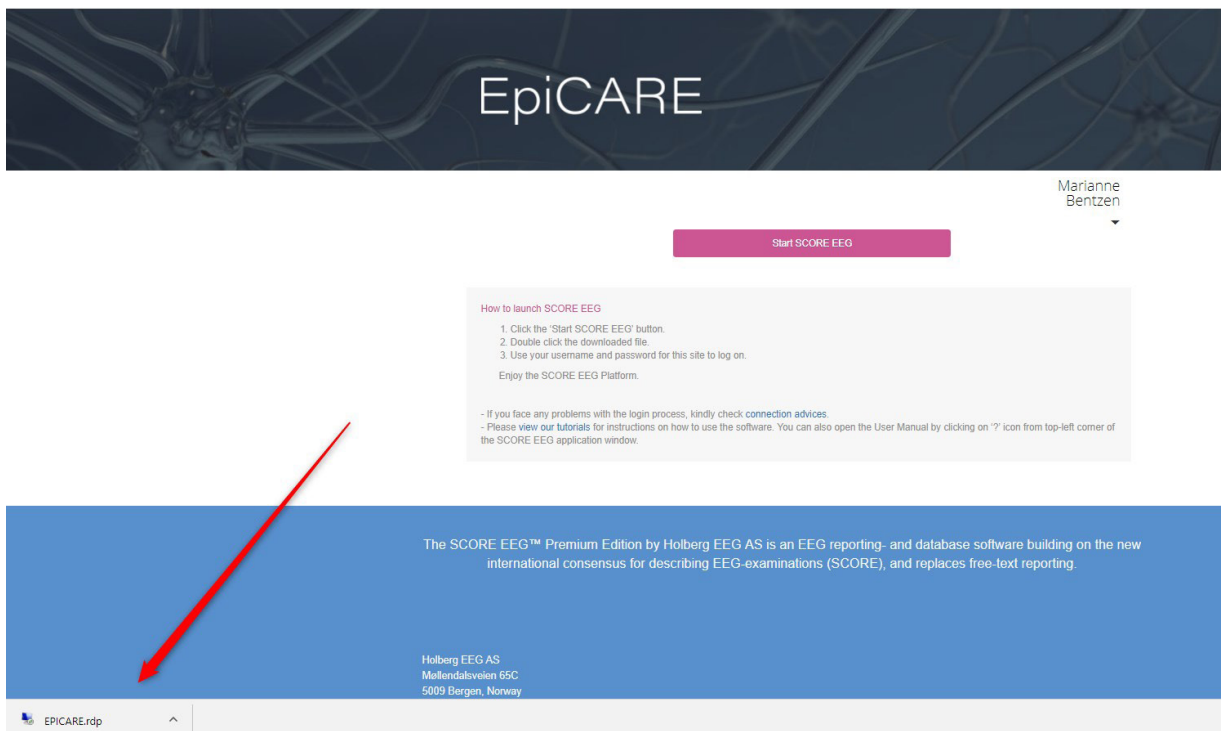 EpiCARE
Marianne
Bentzen
Start SCORE EEG
How to launch SCORE EEG
1. Click the 'Start SCORE EEG' button.
2. Double click the downloaded file.
3. Use your username and password for this site to log on.
Enjoy the SCORE EEG Platform.
- If you face any problems with the login process, kindly check connection advices.
- Please view our tutorials for instructions on how to use the software. You can also open the User Manual by clicking on '?' icon from top-left corner of
the SCORE EEG application window.
The SCORE EEG™ Premium Edition by Holberg EEG AS is an EEG reporting- and database software building on the new
international consensus for describing EEG-examinations (SCORE), and replaces free-text reporting.
Holberg EEG AS
Møllendalsveien 65C
5009 Bergen, Norway
EPICARE.rdp